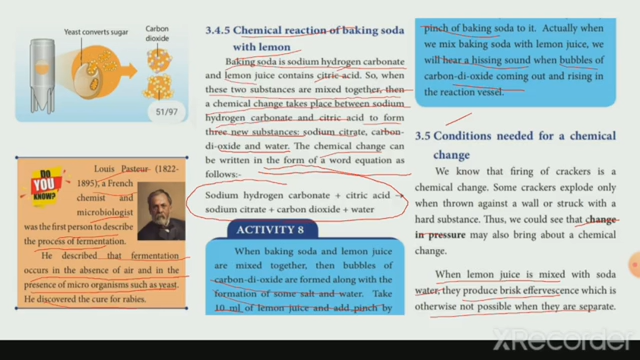 Yeast converts sugar
Carbon
dioxide
51/97
DO
YOU
KNOW?
Louis Pasteur (1822-
1895), a French
chemist and
microbiologist
was the first person to describe
the process of fermentation.
He described that fermentation
occurs in the absence of air and in the
presence of micro organisms such as yeast.
He discovered the cure for rabies.
3.4.5 Chemical reaction of baking soda
with lemon
Baking soda is sodium hydrogen carbonate
and lemon juice contains citric acid. So, when
these two substances are mixed together, then
a chemical change takes place between sodium
hydrogen carbonate and citric acid to form
three new substances: sodium citrate, carbon-
di-oxide and water. The chemical change can
be written in the form of a word equation as
follows:-
Sodium hydrogen carbonate + citric acid →
sodium citrate + carbon dioxide + water
ACTIVITY 8
When baking soda and lemon juice
are mixed together, then bubbles of
carbon-di-oxide are formed along with the
formation of some salt and water. Take
10 ml of lemon juice and add pinch by
pinch of baking soda to it. Actually when
we mix baking soda with lemon juice, we
will hear a hissing sound when bubbles of
carbon-di-oxide coming out and rising in
the reaction vessel.
3.5 Conditions needed for a chemical
change
We know that firing of crackers is a
chemical change. Some crackers explode only
when thrown against a wall or struck with a
hard substance. Thus, we could see that change
in pressure may also bring about a chemical
change.
When lemon juice is mixed with soda
water, they produce brisk effervescence which is
otherwise not possible when they are separate.
XRecorder